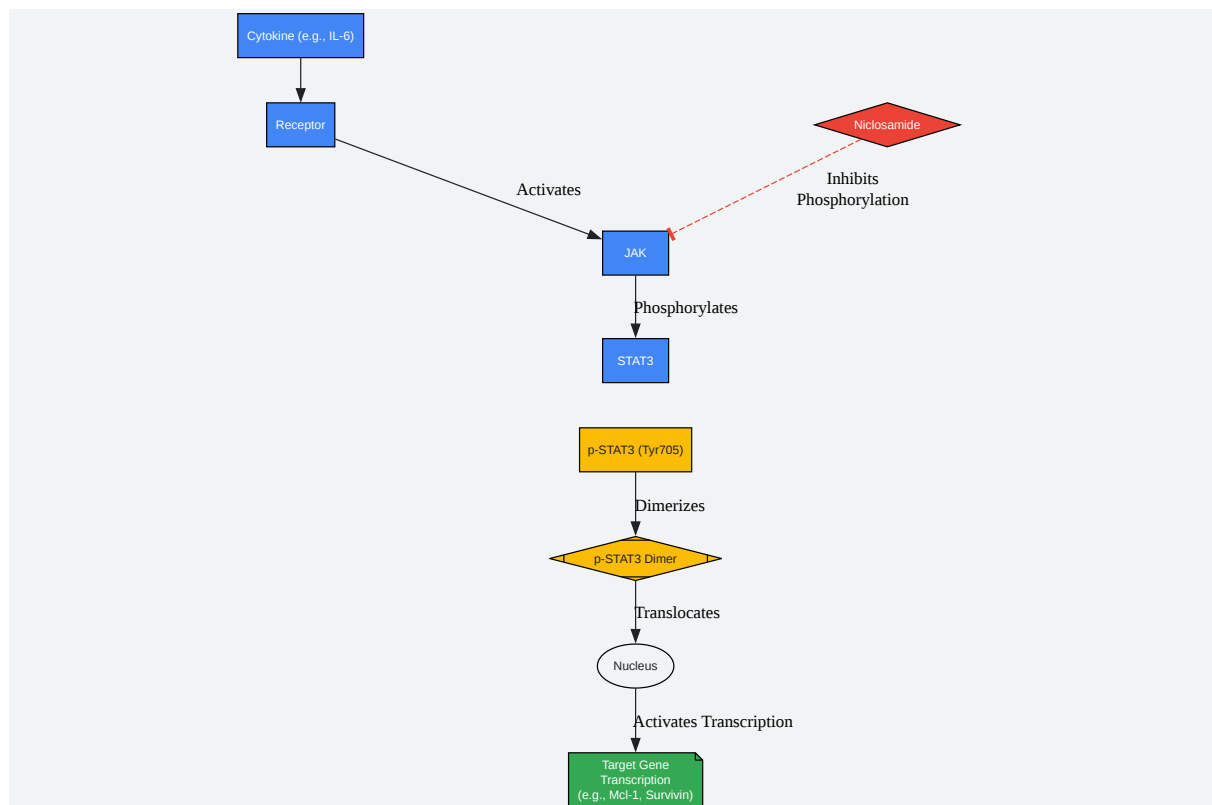 Cytokine (e.g., IL-6)
Receptor
Niclosamide
Activates
Inhibits
Phosphorylation
JAK
Phosphorylates
STAT3
p-STAT3 (Tyr705)
Dimerizes
p-STAT3 Dimer
Translocates
Nucleus
Activates Transcription
Target Gene
Transcription
(e.g., Mcl-1, Survivin)